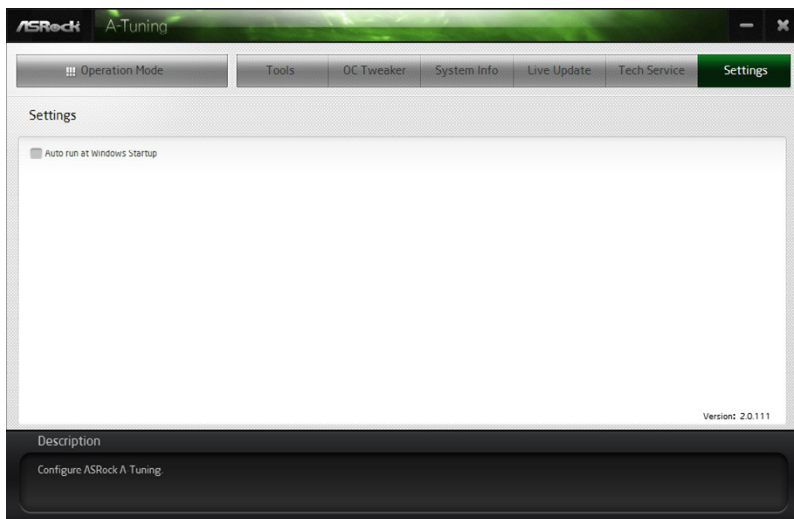 ASRock A-Tuning
Operation Mode Tools OC Tweaker System Info Live Update Tech Service Settings
Settings
Auto run at Windows Startup
Version: 2.0.111
Description
Configure ASRock A-Tuning.